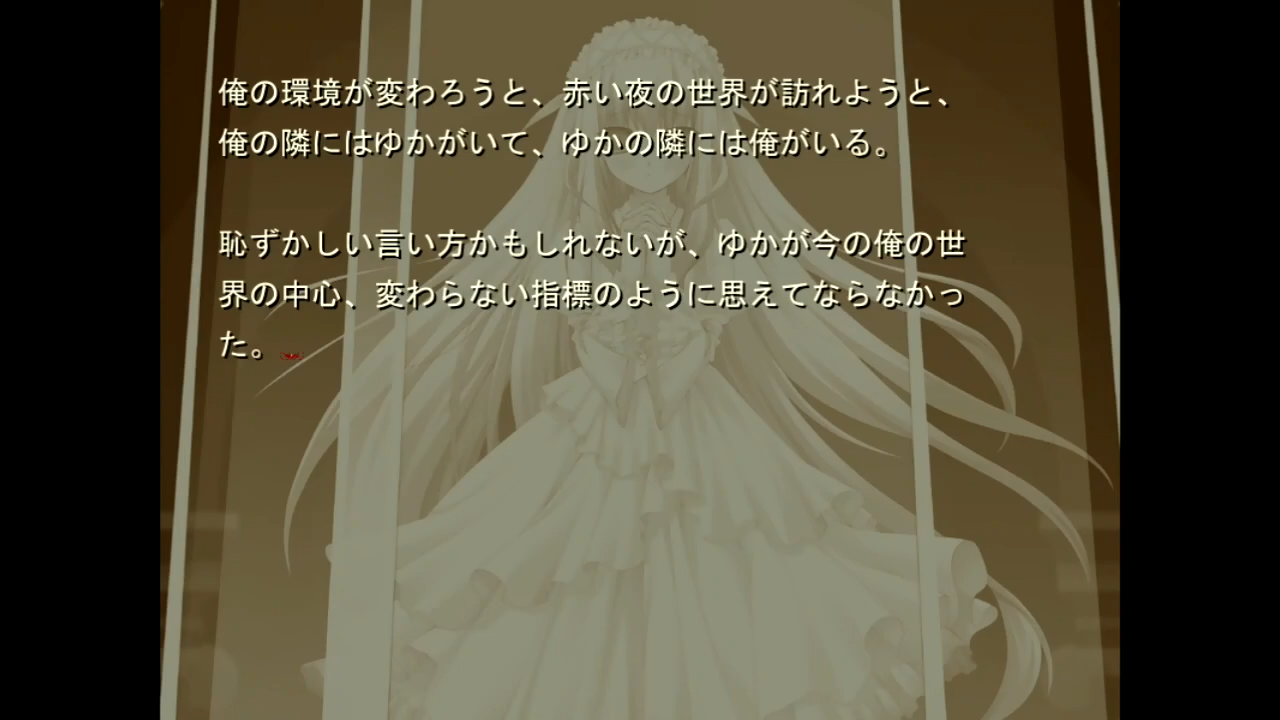 俺の環境が変わろうと、赤い夜の世界が訪れようと、
俺の隣にはゆかがいて、ゆかの隣には俺がいる。
恥ずかしい言い方かもしれないが、ゆかが今の俺の世
界の中心、変わらない指標のように思えてならなかっ
た。